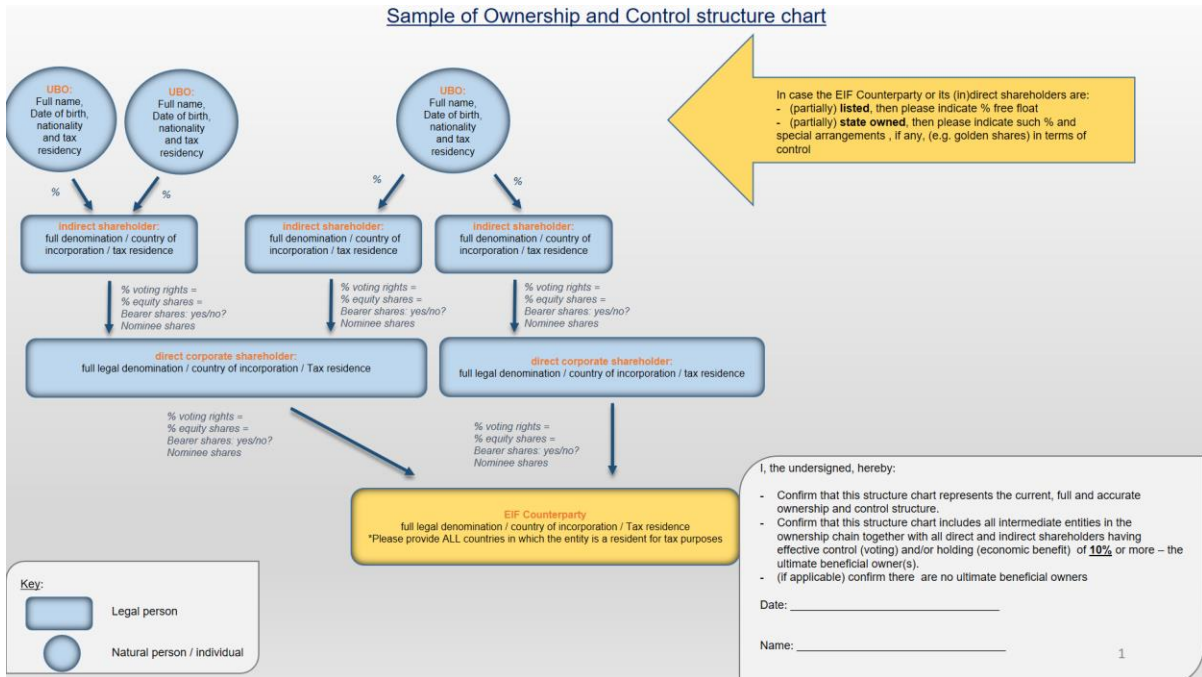 Sample of Ownership and Control structure chart
UBO:
Full name,
Date of birth,
nationality
and tax
residency
UBO:
Full name,
Date of birth,
nationality
and tax
residency
UBO:
Full name,
Date of birth,
nationality
and tax
residency
In case the EIF Counterparty or its (in)direct shareholders are:
- (partially) listed, then please indicate % free float
- (partially) state owned, then please indicate such % and
special arrangements , if any, (e.g. golden shares) in terms of
control
%
%
%
%
indirect shareholder:
full denomination / country of
incorporation / tax residence
indirect shareholder:
full denomination / country of
incorporation / tax residence
indirect shareholder:
full denomination / country of
incorporation / tax residence
% voting rights =
% equity shares =
Bearer shares: yes/no?
Nominee shares
% voting rights =
% equity shares =
Bearer shares: yes/no?
Nominee shares
% voting rights =
% equity shares =
Bearer shares: yes/no?
Nominee shares
direct corporate shareholder:
full legal denomination / country of incorporation / Tax residence
direct corporate shareholder:
full legal denomination / country of incorporation / tax residence
% voting rights =
% equity shares =
Bearer shares: yes/no?
Nominee shares
% voting rights =
% equity shares =
Bearer shares: yes/no?
Nominee shares
EIF Counterparty
full legal denomination / country of incorporation / Tax residence
*Please provide ALL countries in which the entity is a resident for tax purposes
I, the undersigned, hereby:
- Confirm that this structure chart represents the current, full and accurate
ownership and control structure.
- Confirm that this structure chart includes all intermediate entities in the
ownership chain together with all direct and indirect shareholders having
effective control (voting) and/or holding (economic benefit) of 10% or more – the
ultimate beneficial owner(s).
- (if applicable) confirm there are no ultimate beneficial owners
Date: ___________________________________
Name: __________________________________
1
Key:
Legal person
Natural person / individual